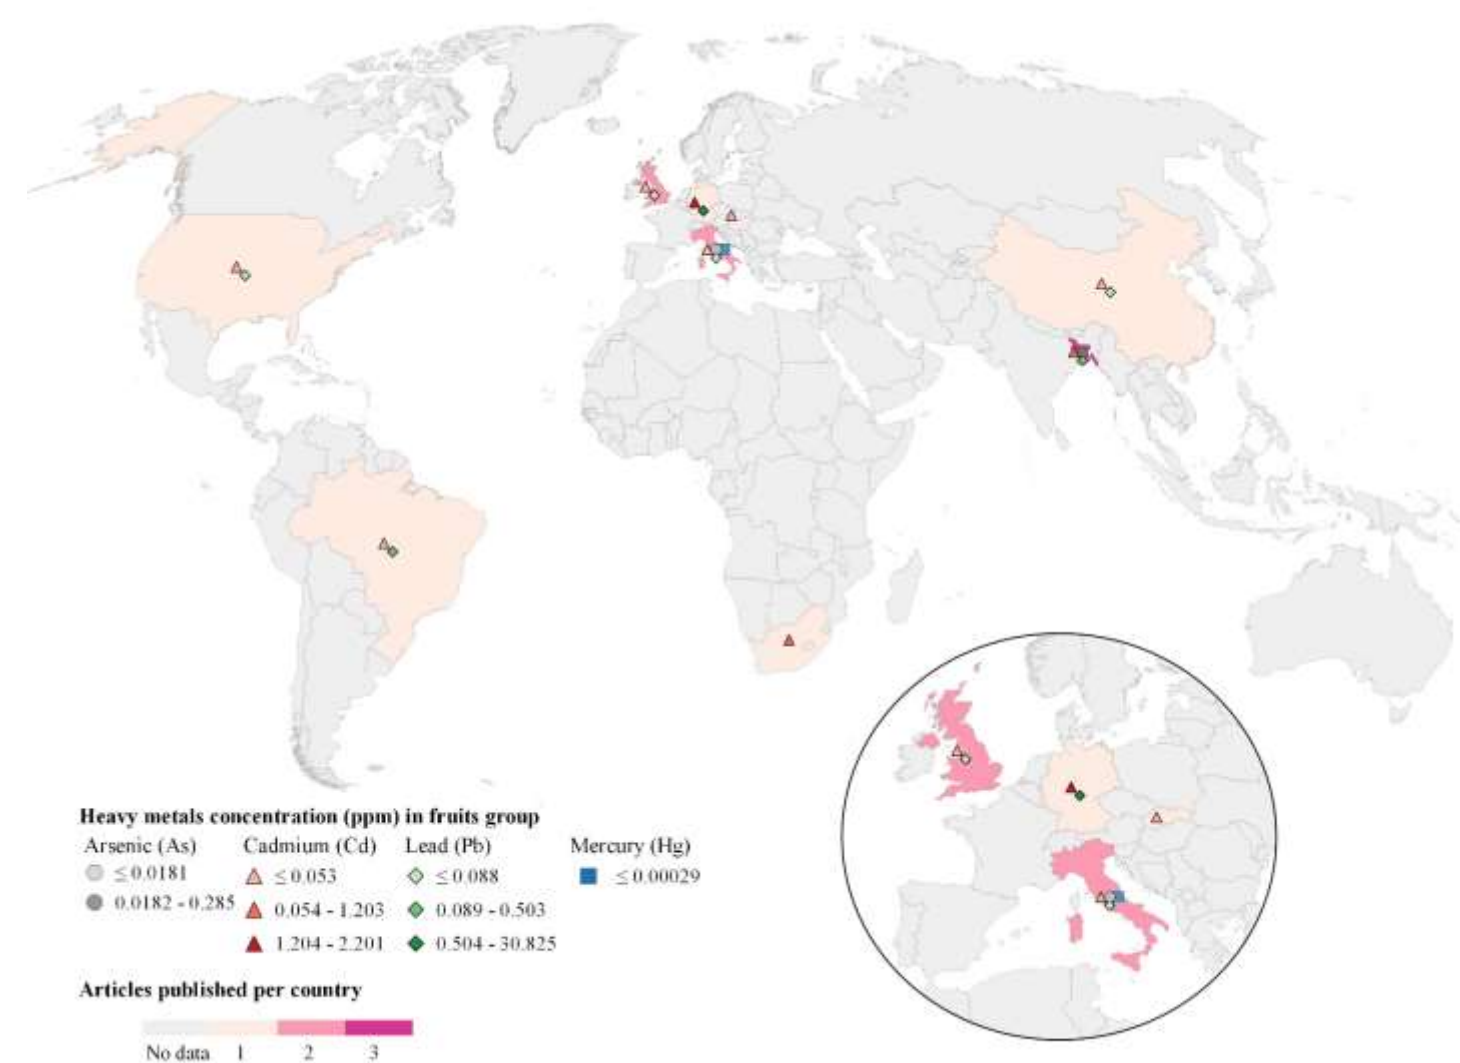 Heavy metals concentration (ppm) in fruits group
Arsenic (As) Cadmium (Cd) Lead (Pb) Mercury (Hg)
≤0.0181 ≤0.053 ≤0.088 ≤0.00029
0.0182 - 0.285 0.054 - 1.203 0.089 - 0.503
1.204 - 2.201 0.504 - 30.825
Articles published per country
No data 1 2 3